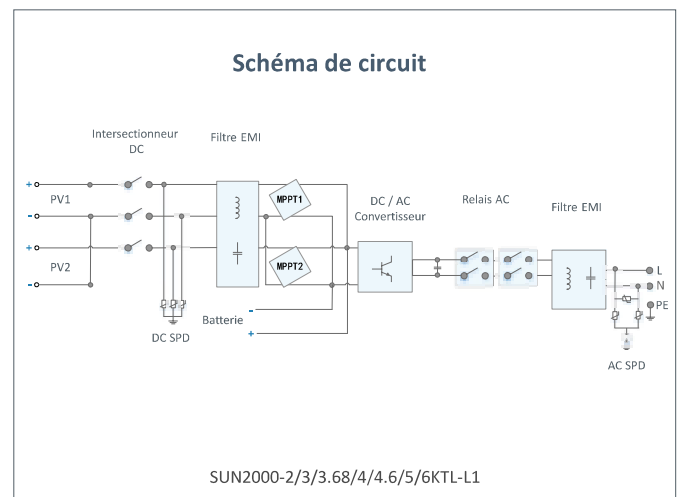 Schéma de circuit
Intersectionneur
DC
Filtre EMI
+
PV1
-
+
PV2
-
MPPT1
MPPT2
DC / AC
Convertisseur
Relais AC
Filtre EMI
L
N
PE
Batterie
-
+
DC SPD
AC SPD
SUN2000-2/3/3.68/4/4.6/5/6KTL-L1